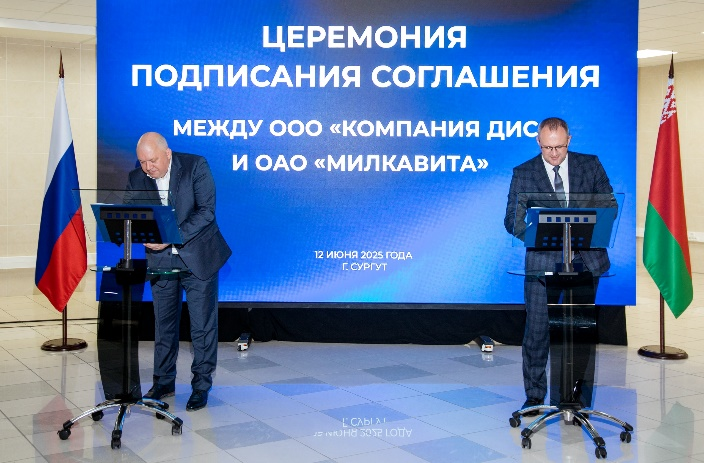 ЦЕРЕМОНИЯ
ПОДПИСАНИЯ СОГЛАШЕНИЯ
МЕЖДУ ООО «КОМПАНИЯ ДИС
И ОАО «МИЛКАВИТА»
12 ИЮНЯ 2025 ГОДА
Г. СУРГУТ